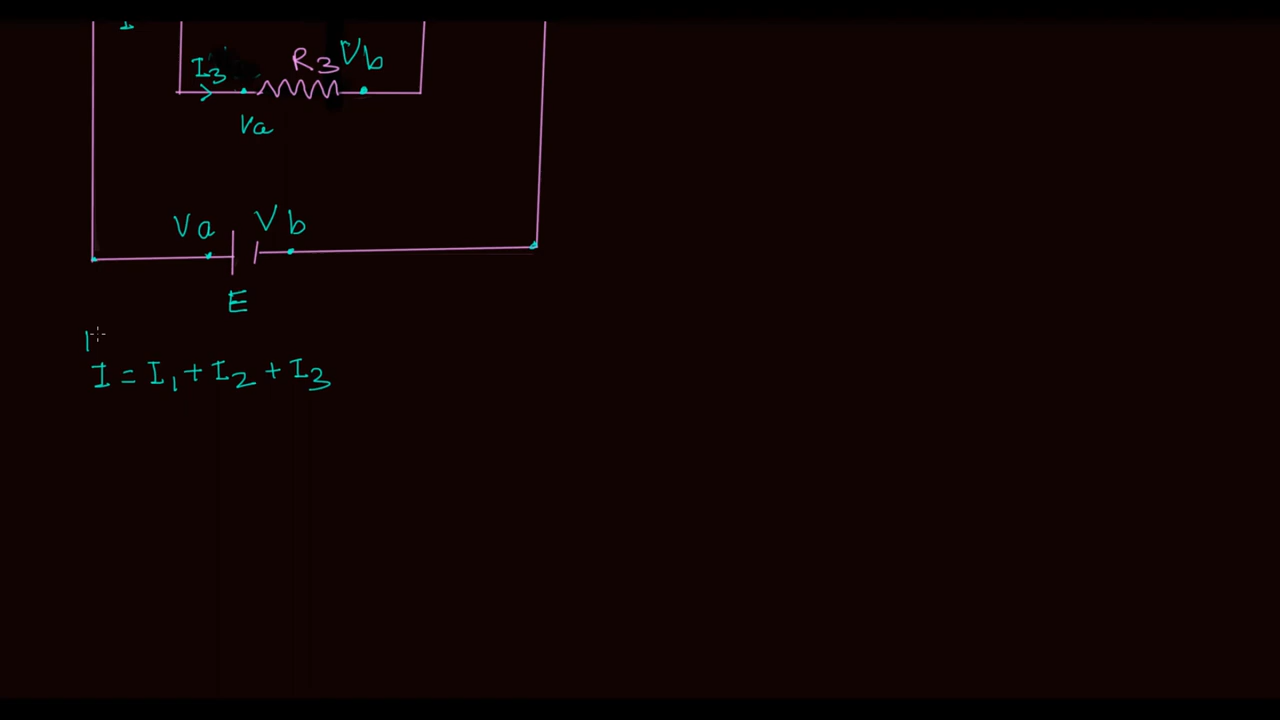 I
I3 R3 Vb
Va
Va Vb
E
I = I1 + I2 + I3